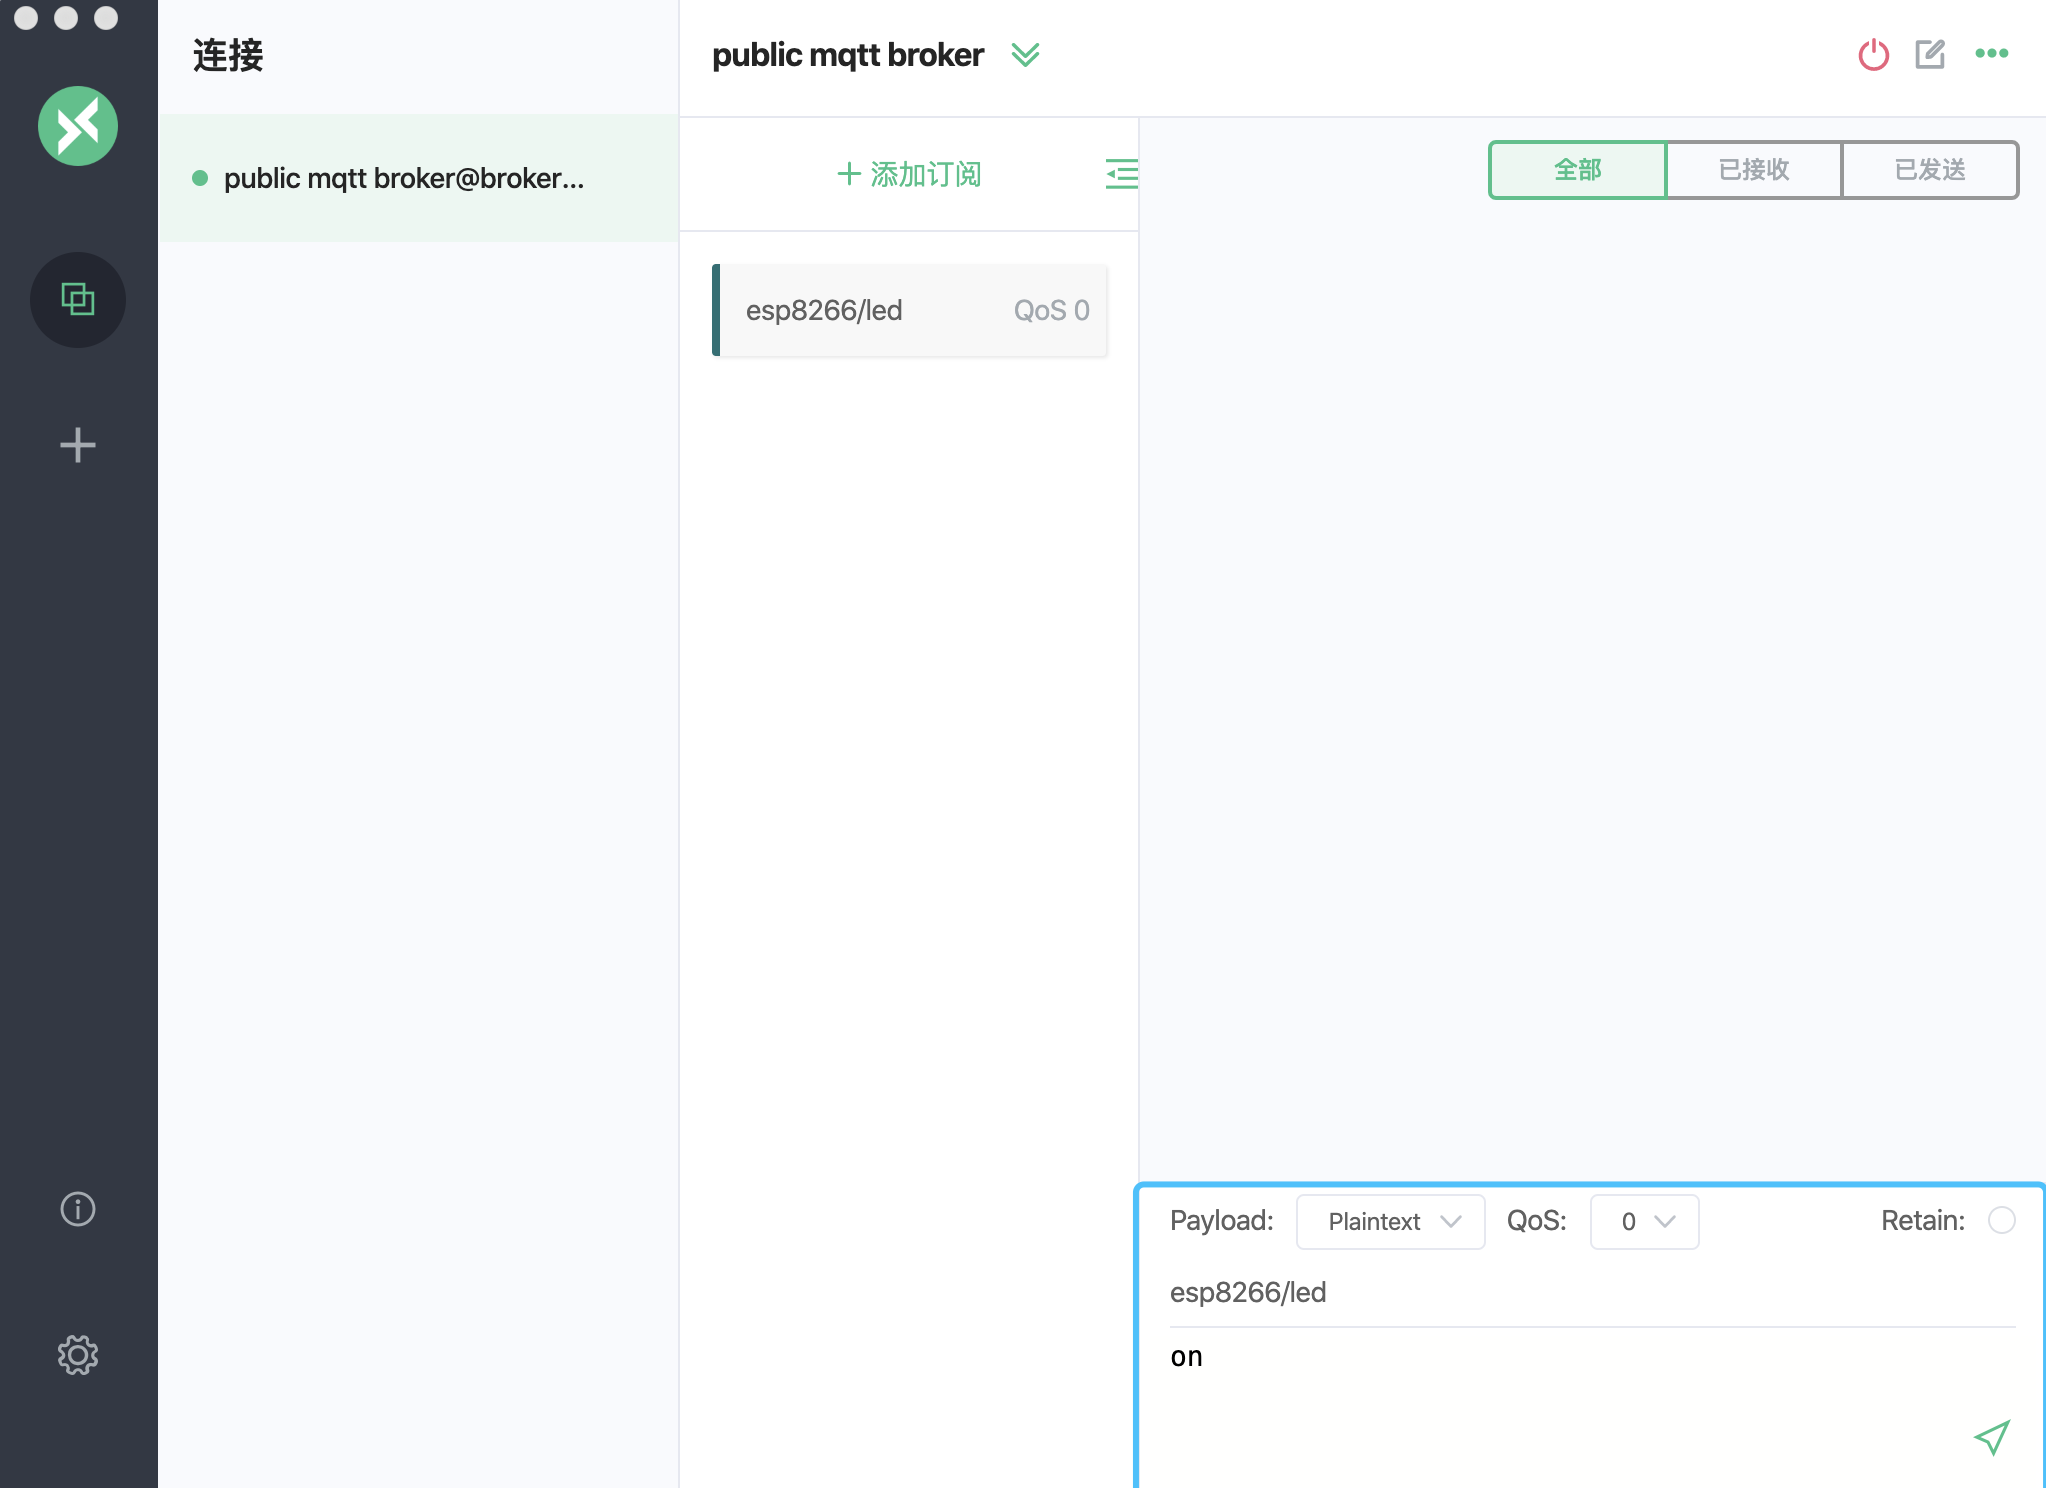 连接
public mqtt broker@broker...
public mqtt broker
添加订阅
全部
已接收
已发送
esp8266/led
QoS 0
Payload:
Plaintext
QoS:
0
Retain:
esp8266/led
on